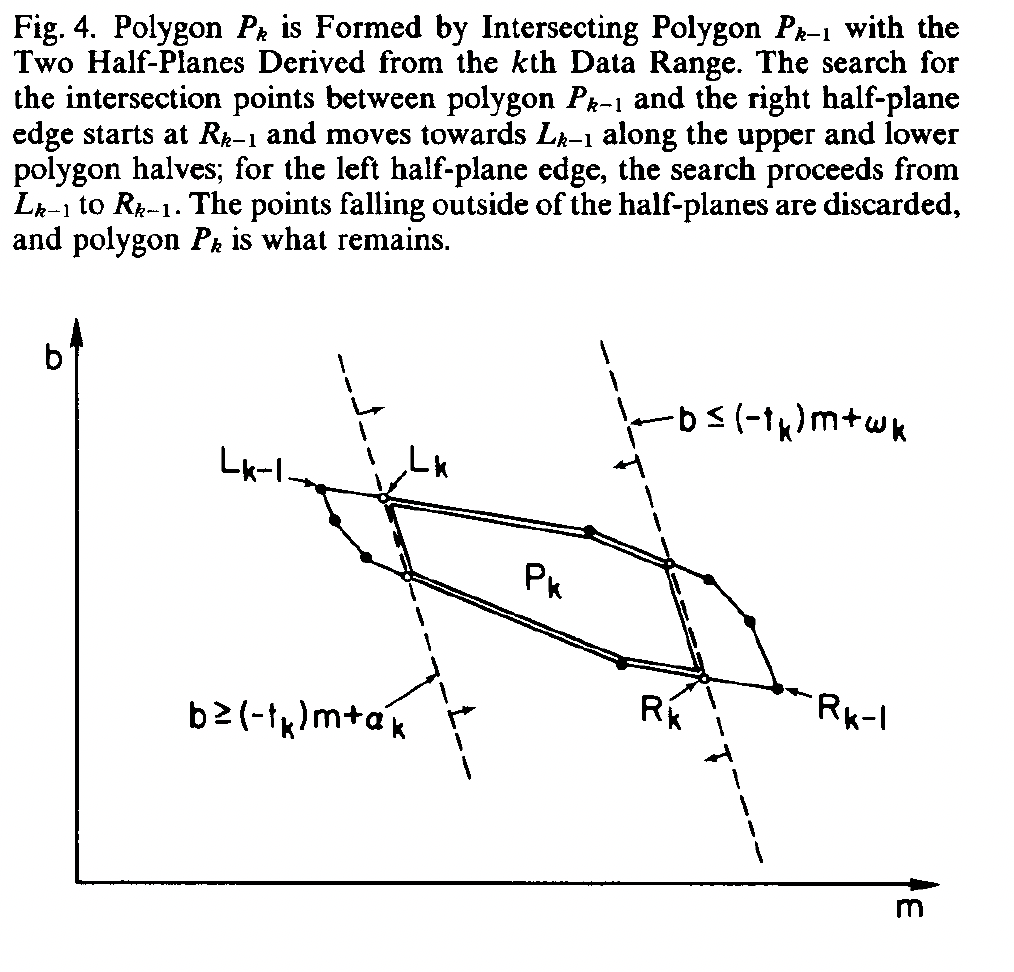 Fig. 4. Polygon Pₖ is Formed by Intersecting Polygon Pₖ₋₁ with the
Two Half-Planes Derived from the kth Data Range. The search for
the intersection points between polygon Pₖ₋₁ and the right half-plane
edge starts at Rₖ₋₁ and moves towards Lₖ₋₁ along the upper and lower
polygon halves; for the left half-plane edge, the search proceeds from
Lₖ₋₁ to Rₖ₋₁. The points falling outside of the half-planes are discarded,
and polygon Pₖ is what remains.
b
b ≤ (-tₖ)m+ωₖ
Lₖ₋₁
Lₖ
Pₖ
b ≥ (-tₖ)m+αₖ
Rₖ
Rₖ₋₁
m